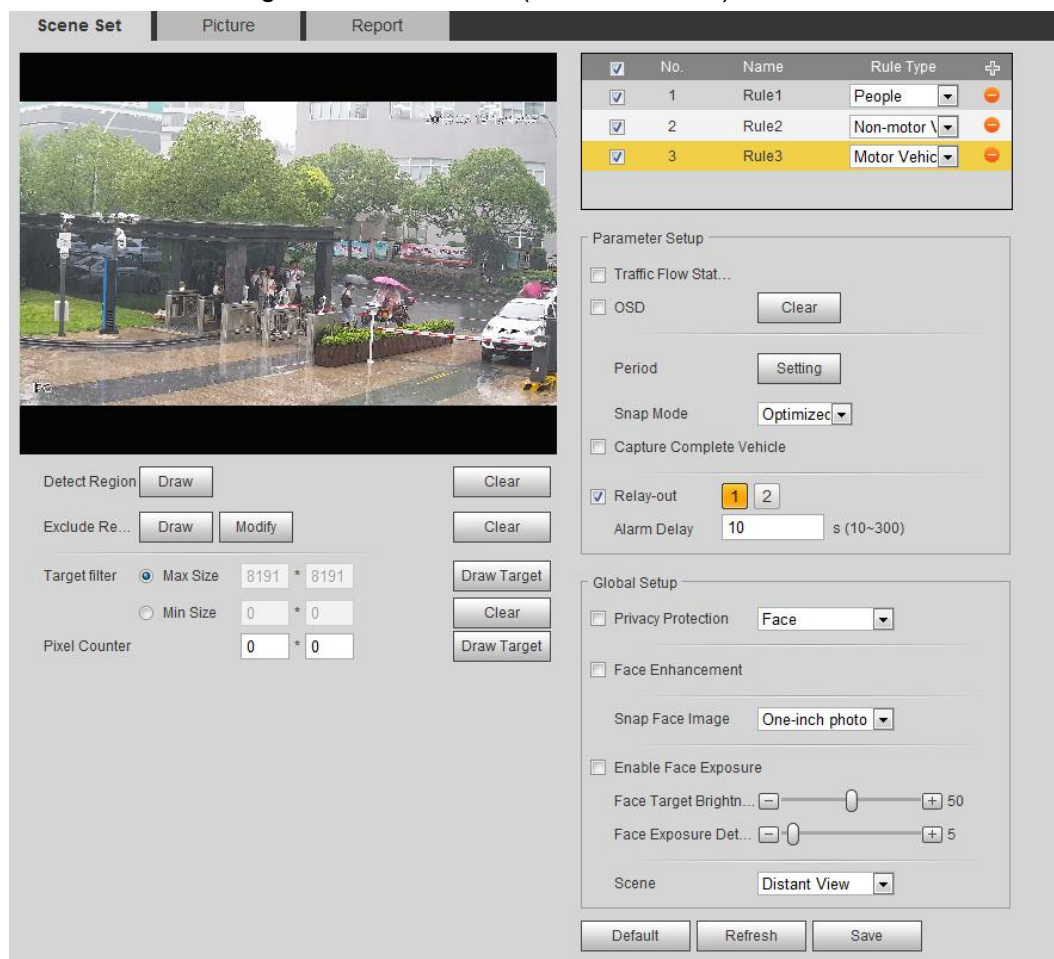 Scene Set Picture Report
No. Name Rule Type
1 Rule1 People
2 Rule2 Non-motor V
3 Rule3 Motor Vehic
Parameter Setup
Traffic Flow Stat...
OSD Clear
Period Setting
Snap Mode Optimized
Capture Complete Vehicle
Relay-out 1 2
Alarm Delay 10 s (10~300)
Detect Region Draw Clear
Exclude Re... Draw Modify Clear
Target filter Max Size 8191 * 8191 Draw Target
Min Size 0 * 0 Clear
Pixel Counter 0 * 0 Draw Target
Global Setup
Privacy Protection Face
Face Enhancement
Snap Face Image One-inch photo
Enable Face Exposure
Face Target Brightn... 50
Face Exposure Det... 5
Scene Distant View
Default Refresh Save